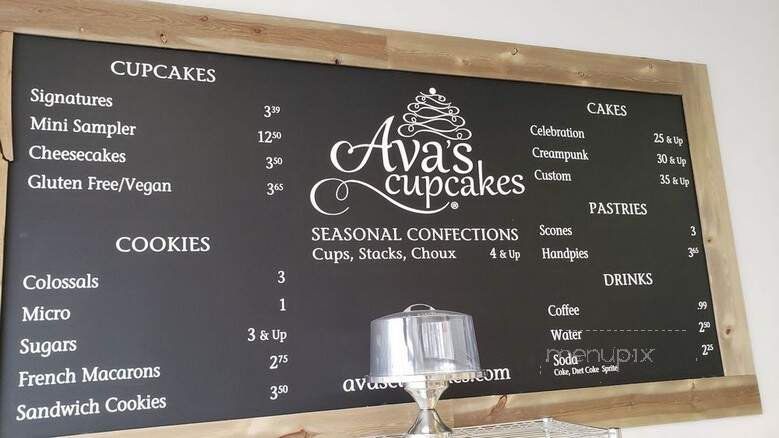 CUPCAKES
Signatures 3.39
Mini Sampler 12.50
Cheesecakes 3.50
Gluten Free/Vegan 3.65
COOKIES
Colossals 3
Micro 1
Sugars 3 & Up
French Macarons 2.75
Sandwich Cookies 3.50
Ava's
cupcakes®
SEASONAL CONFECTIONS
Cups, Stacks, Choux 4 & Up
CAKES
Celebration 25 & Up
Creampunk 30 & Up
Custom 35 & Up
PASTRIES
Scones 3
Handpies 3.65
DRINKS
Coffee .99
Water 2.50
Soda 2.25
Coke, Diet Coke Sprite
menupix